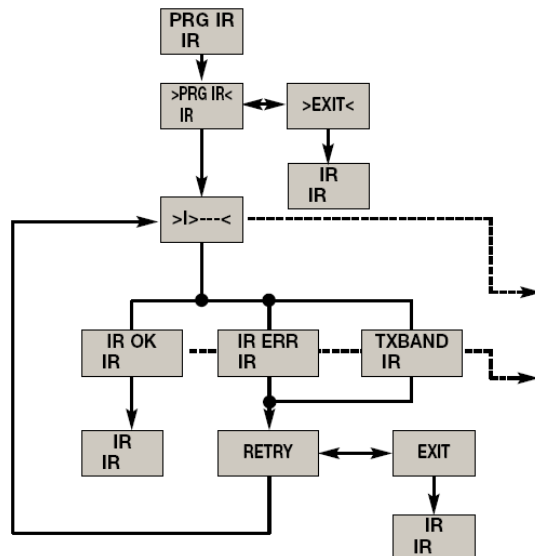 PRG IR
IR
>PRG IR<
IR
>EXIT<
IR
IR
>I>---<
IR OK
IR
IR ERR
IR
TXBAND
IR
IR
IR
RETRY
EXIT
IR
IR